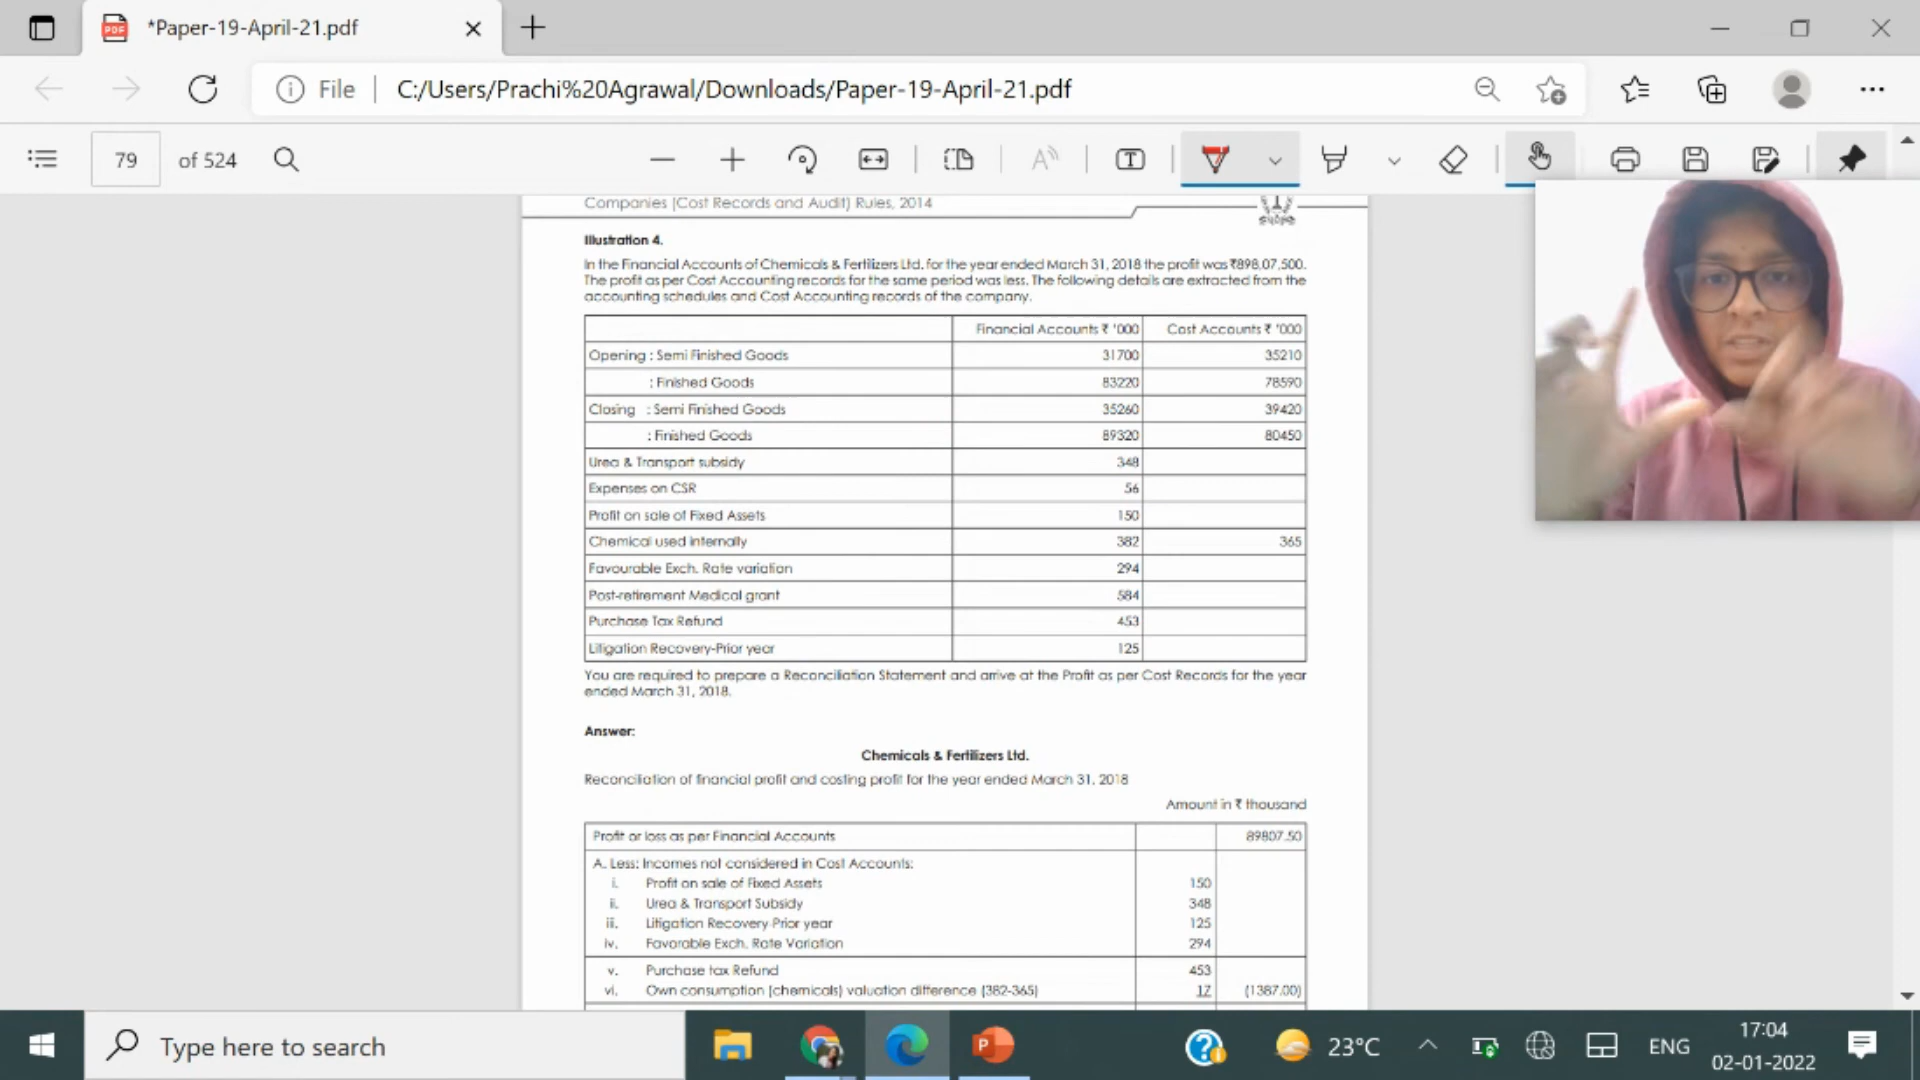 *Paper-19-April-21.pdf
File C:/Users/Prachi%20Agrawal/Downloads/Paper-19-April-21.pdf
79 of 524
Companies (Cost Records and Audit) Rules, 2014
Illustration 4.
In the Financial Accounts of Chemicals & Fertilizers Ltd. for the year ended March 31, 2018 the profit was ₹898,07,500.
The profit as per Cost Accounting records for the same period was less. The following details are extracted from the
accounting schedules and Cost Accounting records of the company.
Financial Accounts ₹ '000 Cost Accounts ₹ '000
Opening : Semi Finished Goods 31700 35210
: Finished Goods 83220 78590
Closing : Semi Finished Goods 35260 39420
: Finished Goods 89320 80450
Urea & Transport subsidy 348
Expenses on CSR 56
Profit on sale of Fixed Assets 150
Chemical used internally 382 365
Favourable Exch. Rate variation 294
Post-retirement Medical grant 584
Purchase Tax Refund 453
Litigation Recovery-Prior year 125
You are required to prepare a Reconciliation Statement and arrive at the Profit as per Cost Records for the year
ended March 31, 2018.
Answer:
Chemicals & Fertilizers Ltd.
Reconciliation of financial profit and costing profit for the year ended March 31, 2018
Amount in ₹ thousand
Profit or loss as per Financial Accounts 89807.50
A. Less: Incomes not considered in Cost Accounts:
i. Profit on sale of Fixed Assets 150
ii. Urea & Transport Subsidy 348
iii. Litigation Recovery Prior year 125
iv. Favorable Exch. Rate Variation 294
v. Purchase tax Refund 453
vi. Own consumption (chemicals) valuation difference (382-365) 17 (1387.00)
Type here to search
23°C
ENG
17:04
02-01-2022